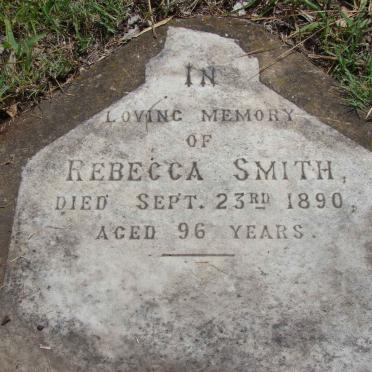 IN
LOVING MEMORY
OF
REBECCA SMITH,
DIED SEPT. 23RD 1890,
AGED 96 YEARS.